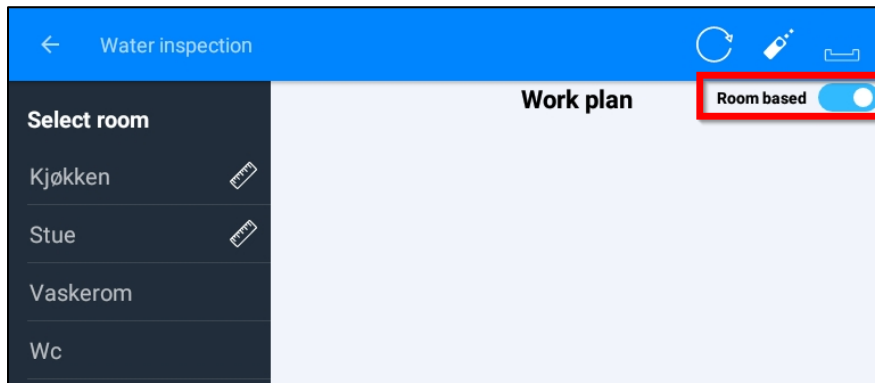 Water inspection
Work plan
Room based
Select room
Kjøkken
Stue
Vaskerom
Wc